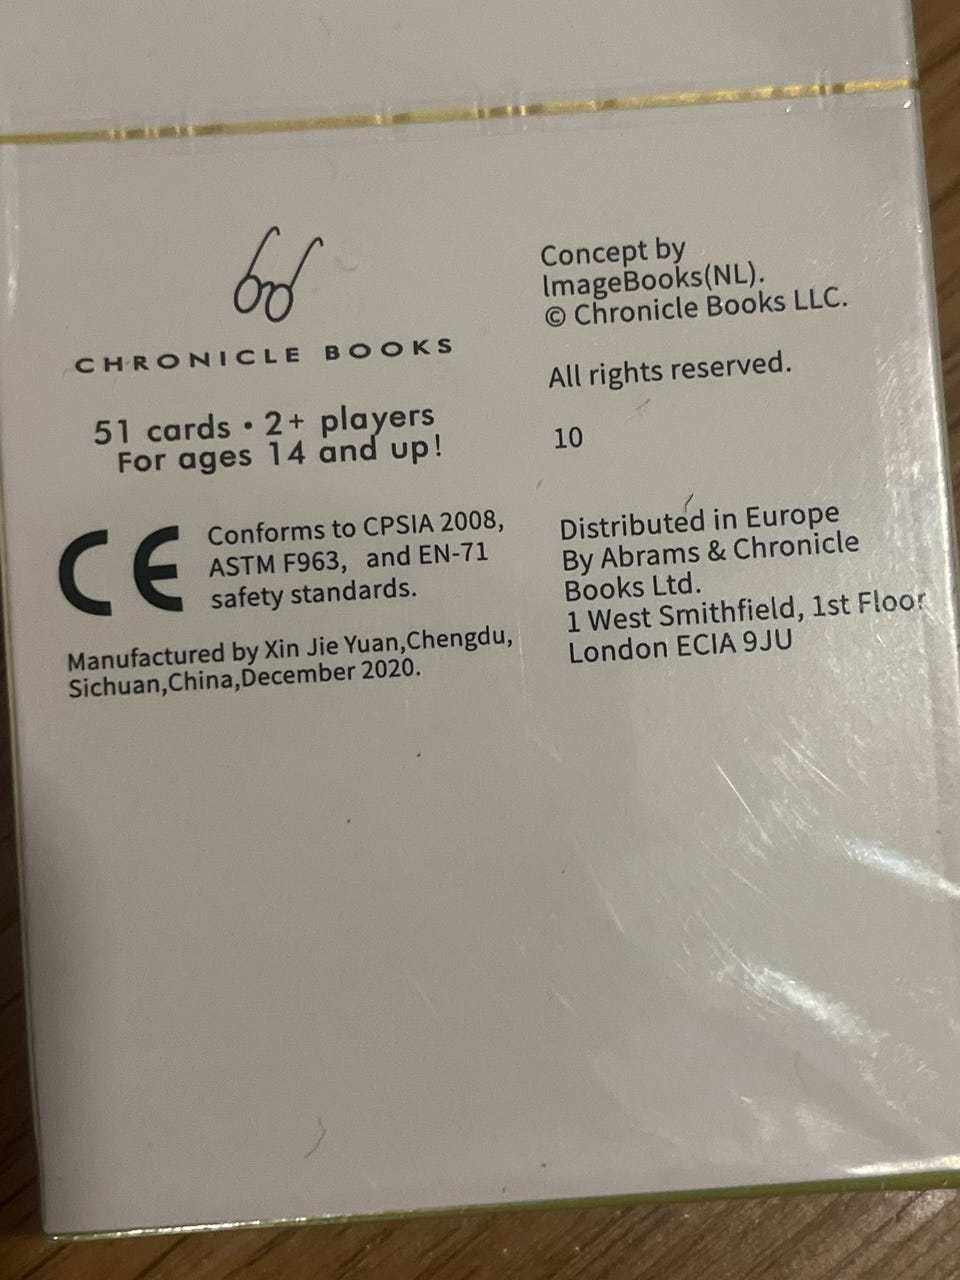 CHRONICLE BOOKS
51 cards • 2+ players
For ages 14 and up!
CE
Conforms to CPSIA 2008,
ASTM F963, and EN-71
safety standards.
Manufactured by Xin Jie Yuan,Chengdu,
Sichuan,China,December 2020.
Concept by
ImageBooks(NL).
© Chronicle Books LLC.
All rights reserved.
10
Distributed in Europe
By Abrams & Chronicle
Books Ltd.
1 West Smithfield, 1st Floor
London ECIA 9JU